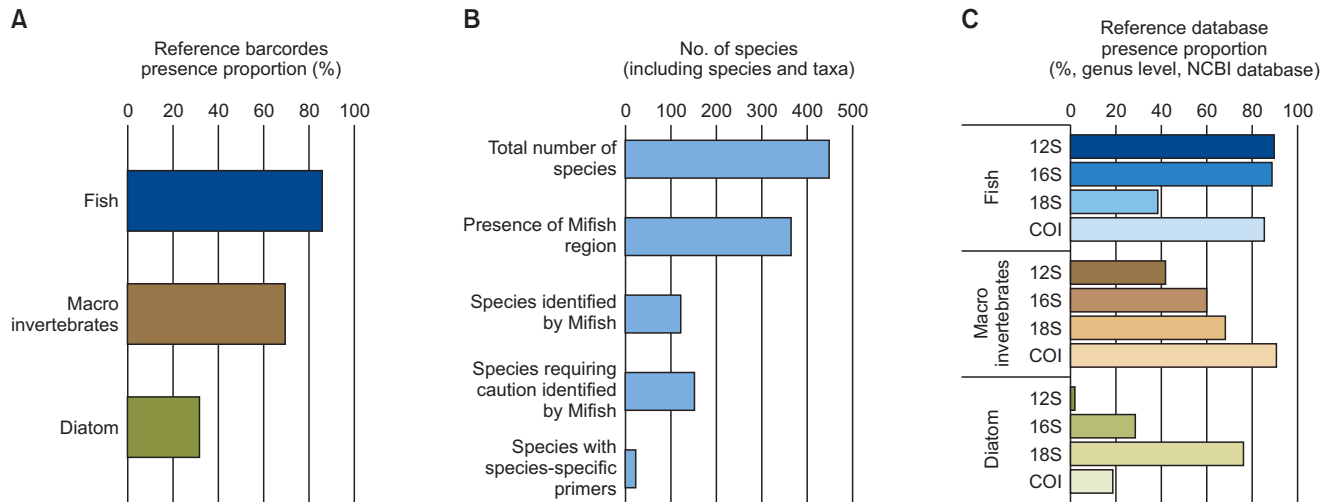 A
Reference barcordes
presence proportion (%)
0 20 40 60 80 100
Fish
Macro
invertebrates
Diatom
B
No. of species
(including species and taxa)
0 100 200 300 400 500
Total number of
species
Presence of Mifish
region
Species identified
by Mifish
Species requiring
caution identified
by Mifish
Species with
species-specific
primers
C
Reference database
presence proportion
(%, genus level, NCBI database)
0 20 40 60 80 100
Fish
12S
16S
18S
COI
Macro
invertebrates
12S
16S
18S
COI
Diatom
12S
16S
18S
COI